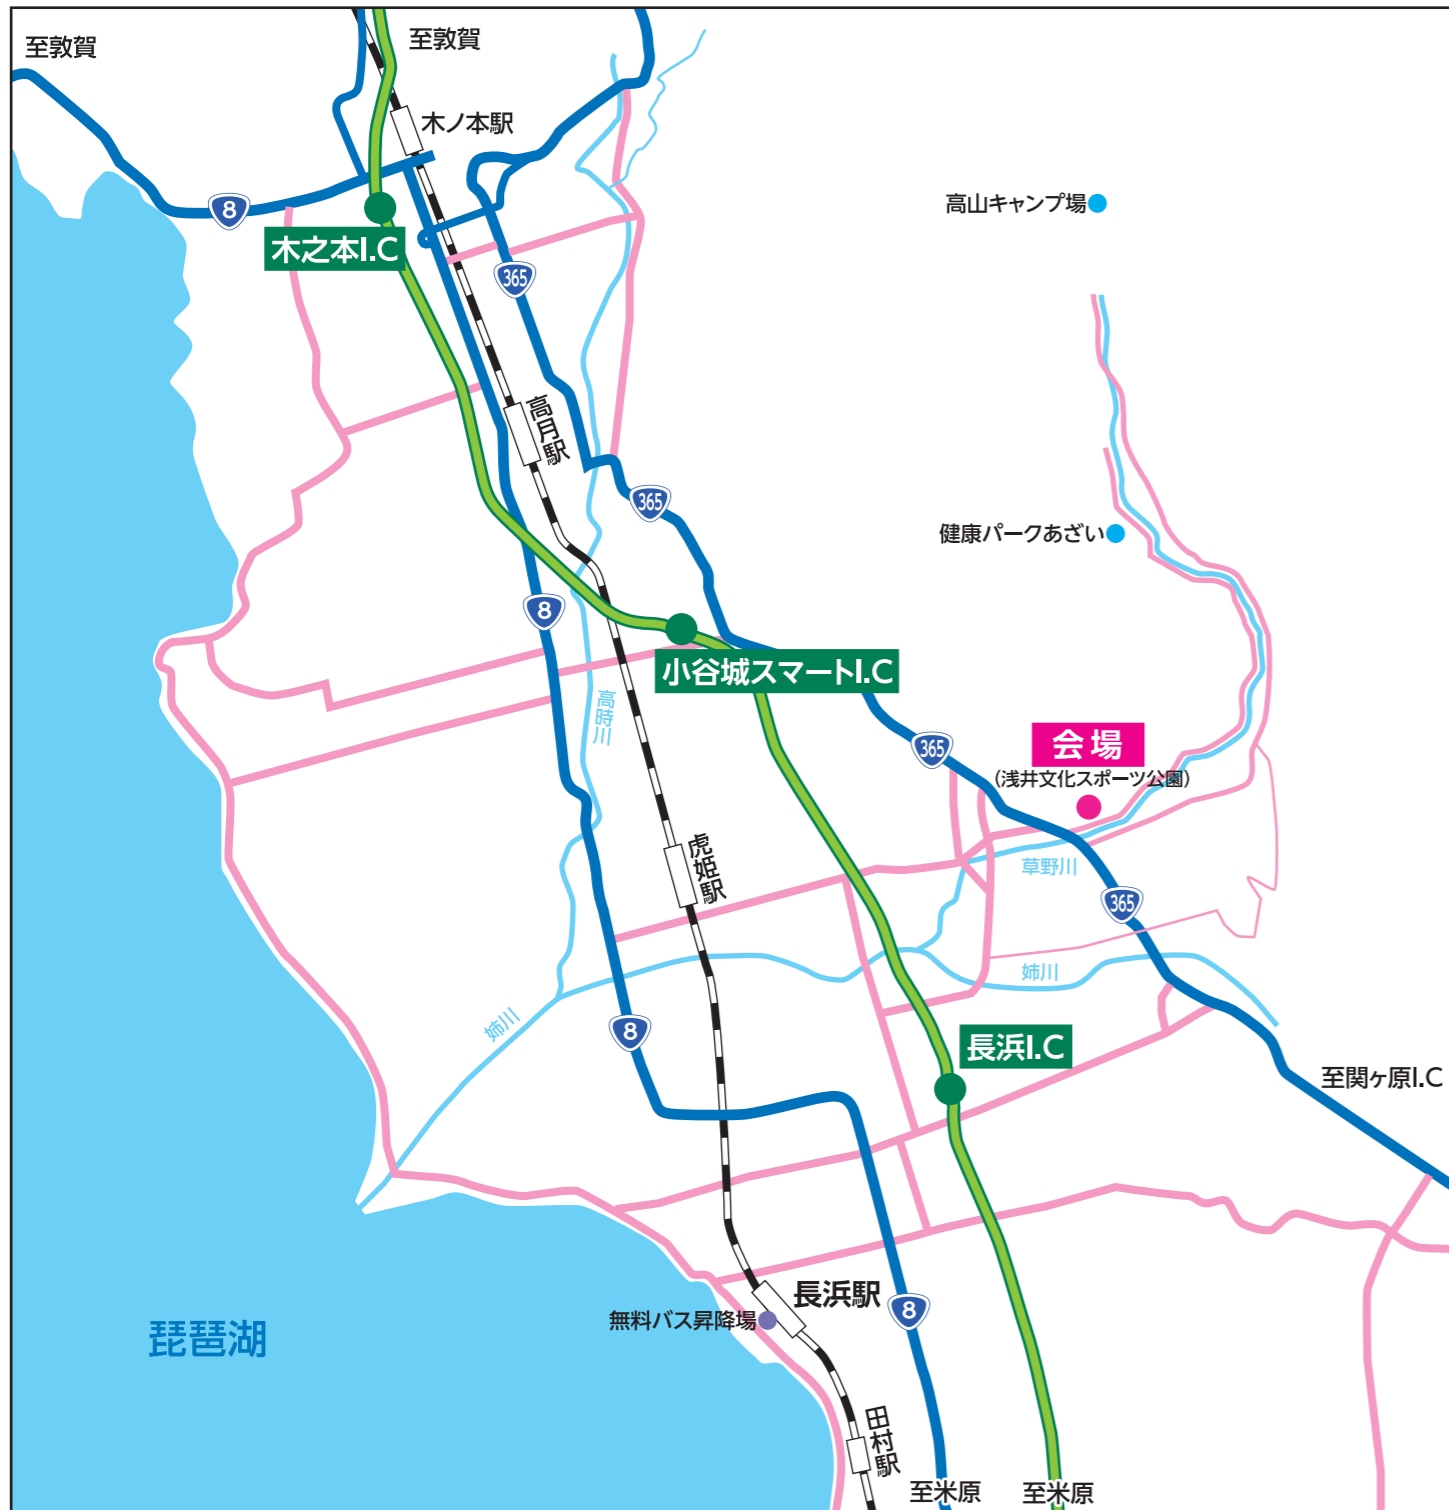 至敦賀
至敦賀
木ノ本駅
8
木之本I.C
365
高山キャンプ場
高月駅
365
健康パークあざい
8
小谷城スマートI.C
高時川
365
会場
(浅井文化スポーツ公園)
虎姫駅
草野川
365
姉川
姉川
8
長浜I.C
至関ヶ原I.C
長浜駅
無料バス昇降場
8
琵琶湖
田村駅
至米原
至米原